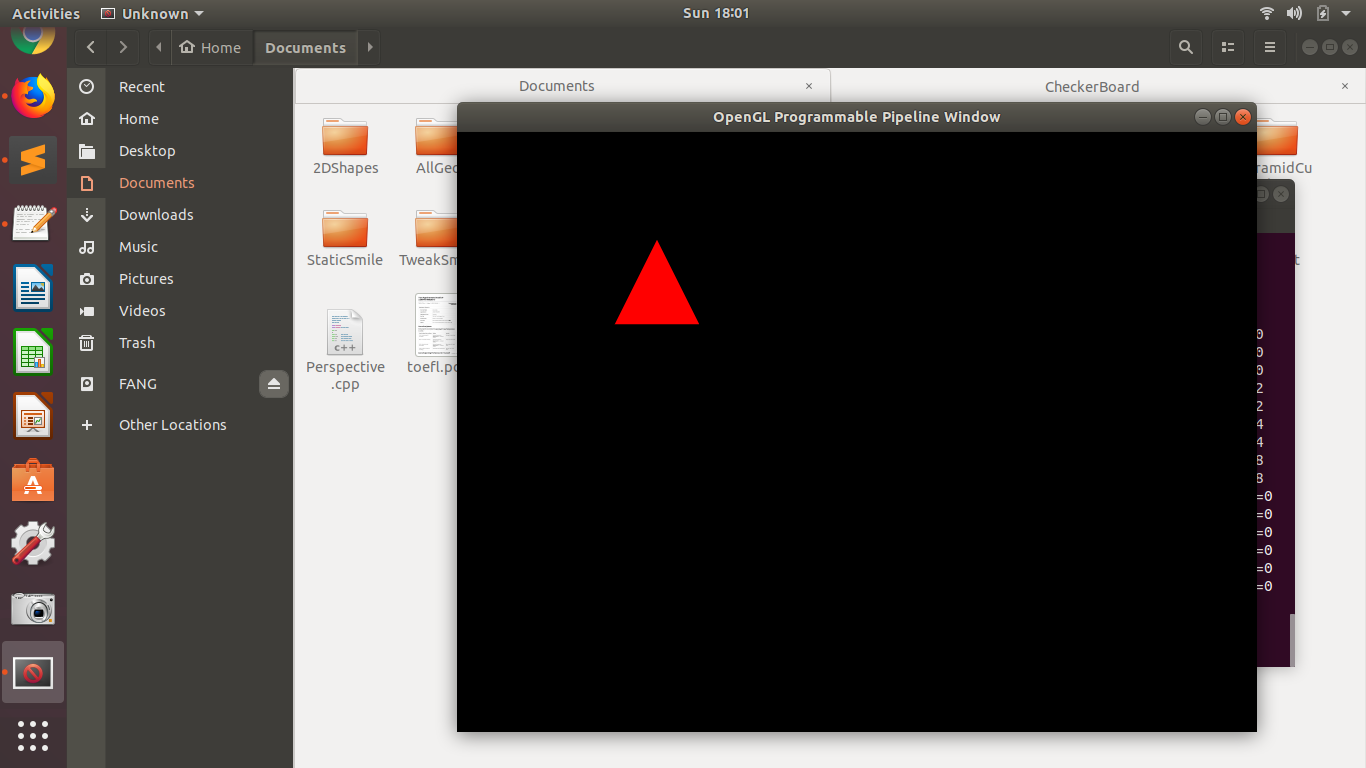 Activities
Unknown
Sun 18:01
Home
Documents
Recent
Home
Desktop
Documents
Downloads
Music
Pictures
Videos
Trash
FANG
Other Locations
Documents
CheckerBoard
OpenGL Programmable Pipeline Window
2DShapes
AllGeo
ramidCu
StaticSmile
TweakSm
t
Perspective
.cpp
toefl.pd
c++
0
0
0
2
2
4
4
8
8
=0
=0
=0
=0
=0
=0